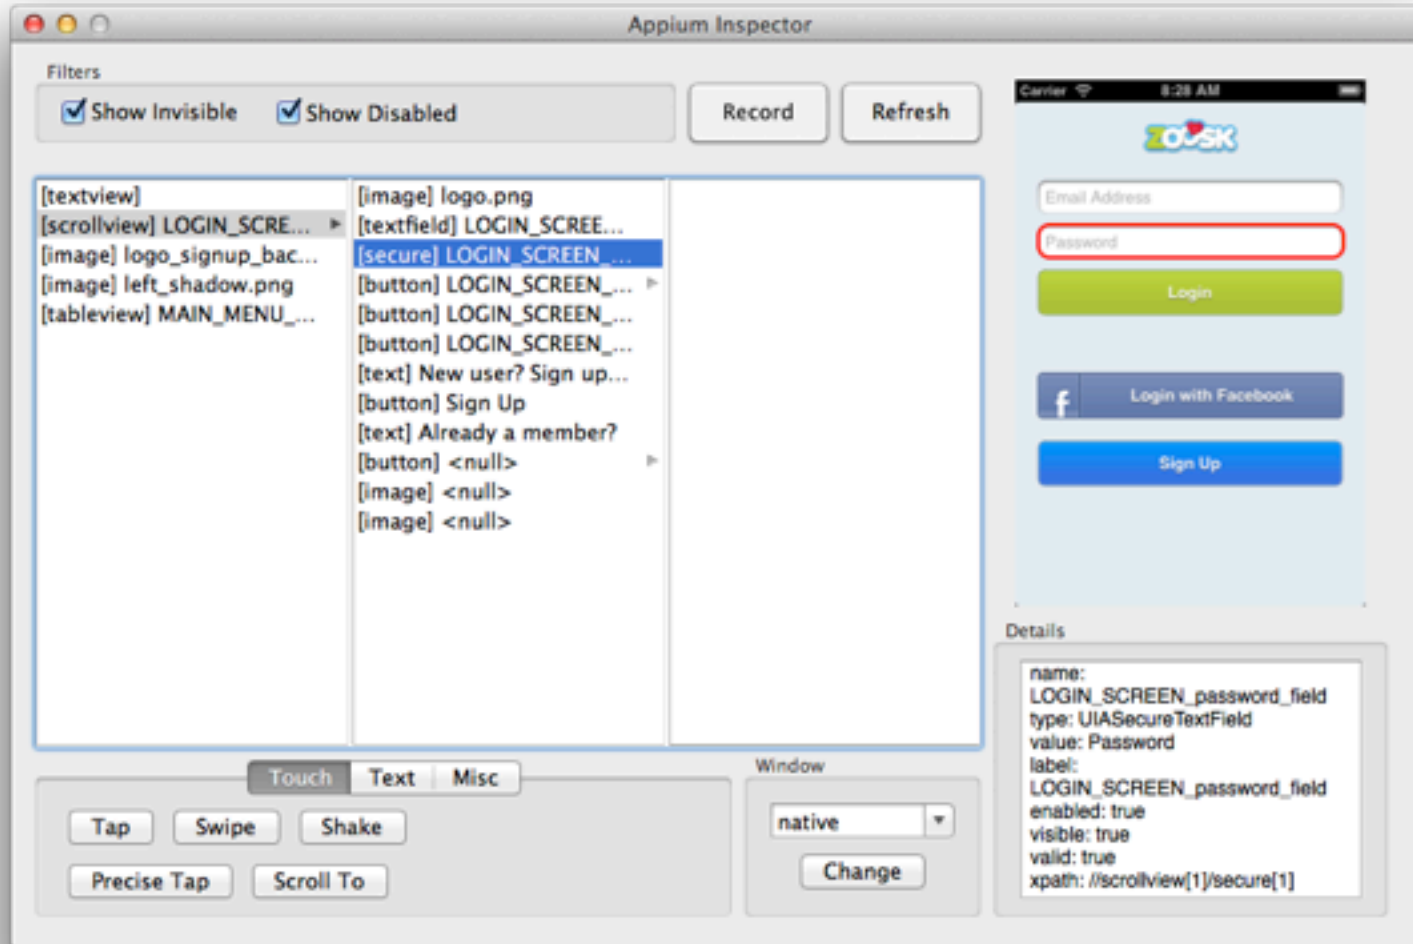 Appium Inspector
Filters
Show Invisible
Show Disabled
Record
Refresh
[textview]
[scrollview] LOGIN_SCRE...
[image] logo_signup_bac...
[image] left_shadow.png
[tableview] MAIN_MENU_...
[image] logo.png
[textfield] LOGIN_SCREE...
[secure] LOGIN_SCREEN_...
[button] LOGIN_SCREEN_...
[button] LOGIN_SCREEN_...
[button] LOGIN_SCREEN_...
[text] New user? Sign up...
[button] Sign Up
[text] Already a member?
[button] <null>
[image] <null>
[image] <null>
Carrier 8:28 AM
ZOOSK
Email Address
Password
Login
f Login with Facebook
Sign Up
Touch Text Misc
Tap Swipe Shake
Precise Tap Scroll To
Window
native
Change
Details
name:
LOGIN_SCREEN_password_field
type: UIASecureTextField
value: Password
label:
LOGIN_SCREEN_password_field
enabled: true
visible: true
valid: true
xpath: //scrollview[1]/secure[1]